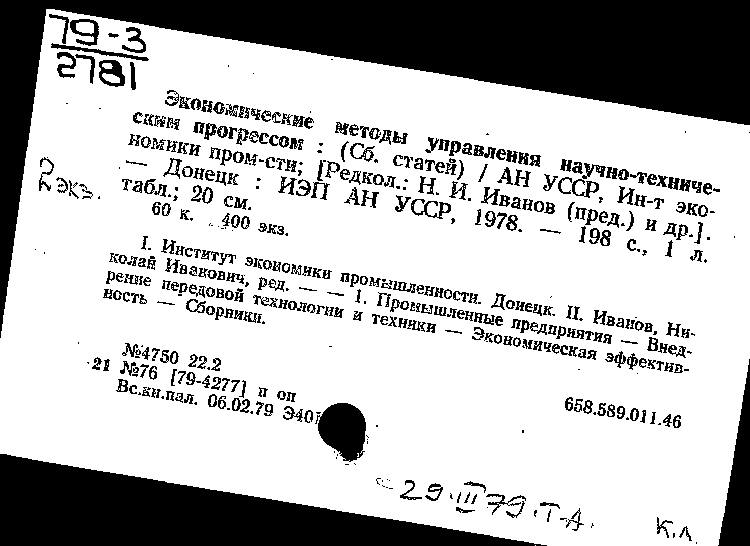 79-3
2781
2 экз.
Экономические методы управления научно-техниче-
ским прогрессом : (Сб. статей) / АН УССР, Ин-т эко-
номики пром-сти; [Редкол.: Н. И. Иванов (пред.) и др.].
— Донецк : ИЭП АН УССР, 1978. — 198 с., 1 л.
табл.; 20 см.
60 к. 400 экз.
I. Институт экономики промышленности. Донецк. II. Иванов, Ни-
колай Иванович, ред. — — 1. Промышленные предприятия — Внед-
рение передовой технологии и техники — Экономическая эффектив-
ность — Сборники.
658.589.011.46
№4750 22.2
21 №76 [79-4277] п оп
Вс.кн.пал. 06.02.79 Э40
29.III 79.Т-А.
К.Л.